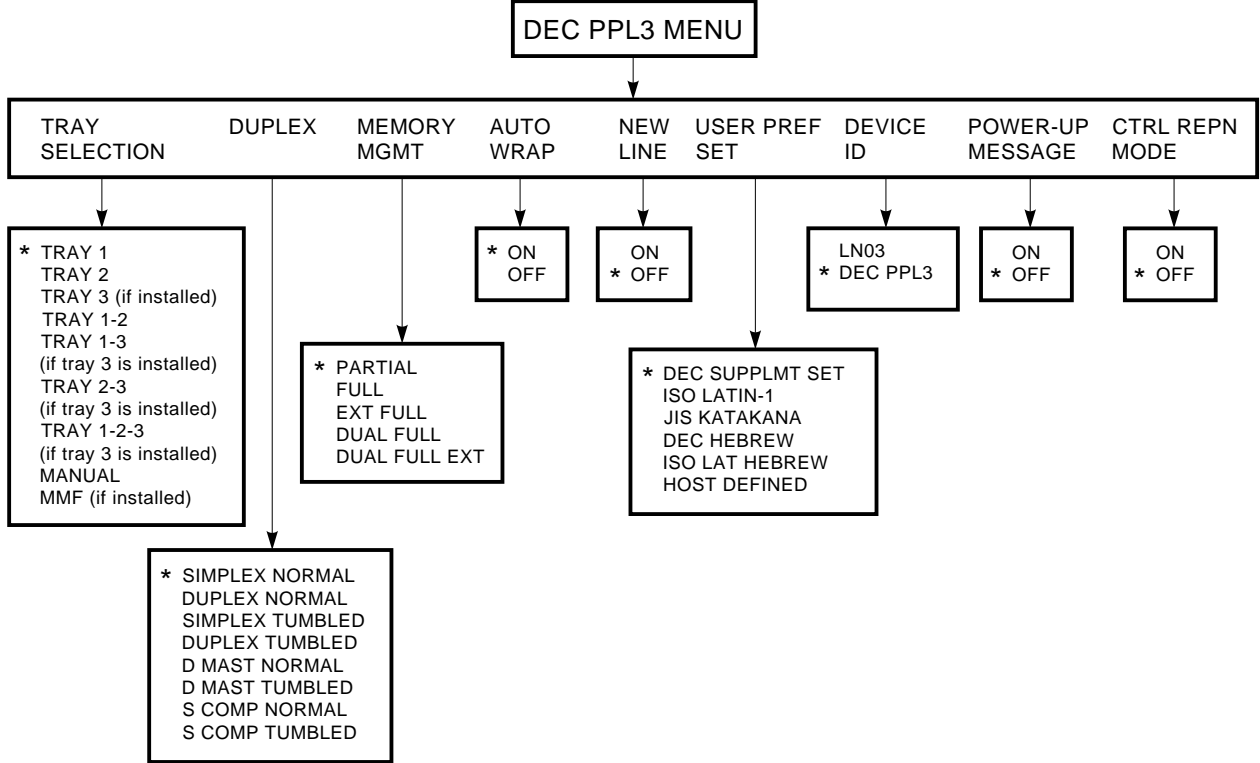 DEC PPL3 MENU
TRAY SELECTION
DUPLEX
MEMORY MGMT
AUTO WRAP
NEW LINE
USER PREF SET
DEVICE ID
POWER-UP MESSAGE
CTRL REPN MODE
* TRAY 1
TRAY 2
TRAY 3 (if installed)
TRAY 1-2
TRAY 1-3
(if tray 3 is installed)
TRAY 2-3
(if tray 3 is installed)
TRAY 1-2-3
(if tray 3 is installed)
MANUAL
MMF (if installed)
* SIMPLEX NORMAL
DUPLEX NORMAL
SIMPLEX TUMBLED
DUPLEX TUMBLED
D MAST NORMAL
D MAST TUMBLED
S COMP NORMAL
S COMP TUMBLED
* PARTIAL
FULL
EXT FULL
DUAL FULL
DUAL FULL EXT
* ON
OFF
ON
* OFF
* DEC SUPPLMT SET
ISO LATIN-1
JIS KATAKANA
DEC HEBREW
ISO LAT HEBREW
HOST DEFINED
LN03
* DEC PPL3
ON
* OFF
ON
* OFF